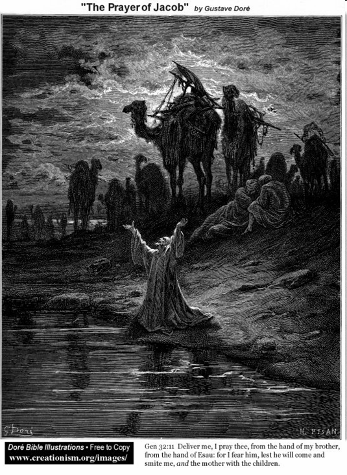 "The Prayer of Jacob" by Gustave Doré
G Doré
H. PISAN
Doré Bible Illustrations • Free to Copy
www.creationism.org/images/
Gen 32:11 Deliver me, I pray thee, from the hand of my brother,
from the hand of Esau: for I fear him, lest he will come and
smite me, and the mother with the children.